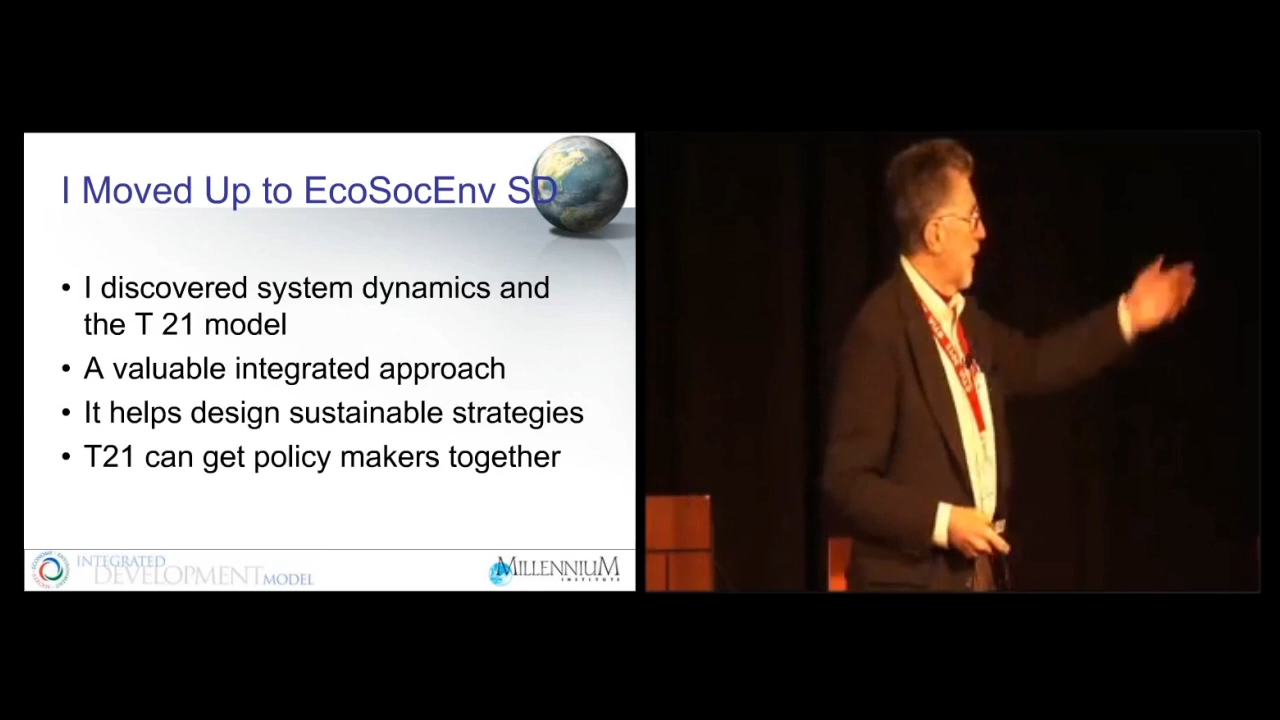 I Moved Up to EcoSocEnv SD
• I discovered system dynamics and
the T 21 model
• A valuable integrated approach
• It helps design sustainable strategies
• T21 can get policy makers together
INTEGRATED
DEVELOPMENT MODEL
MILLENNIUM
INSTITUTE